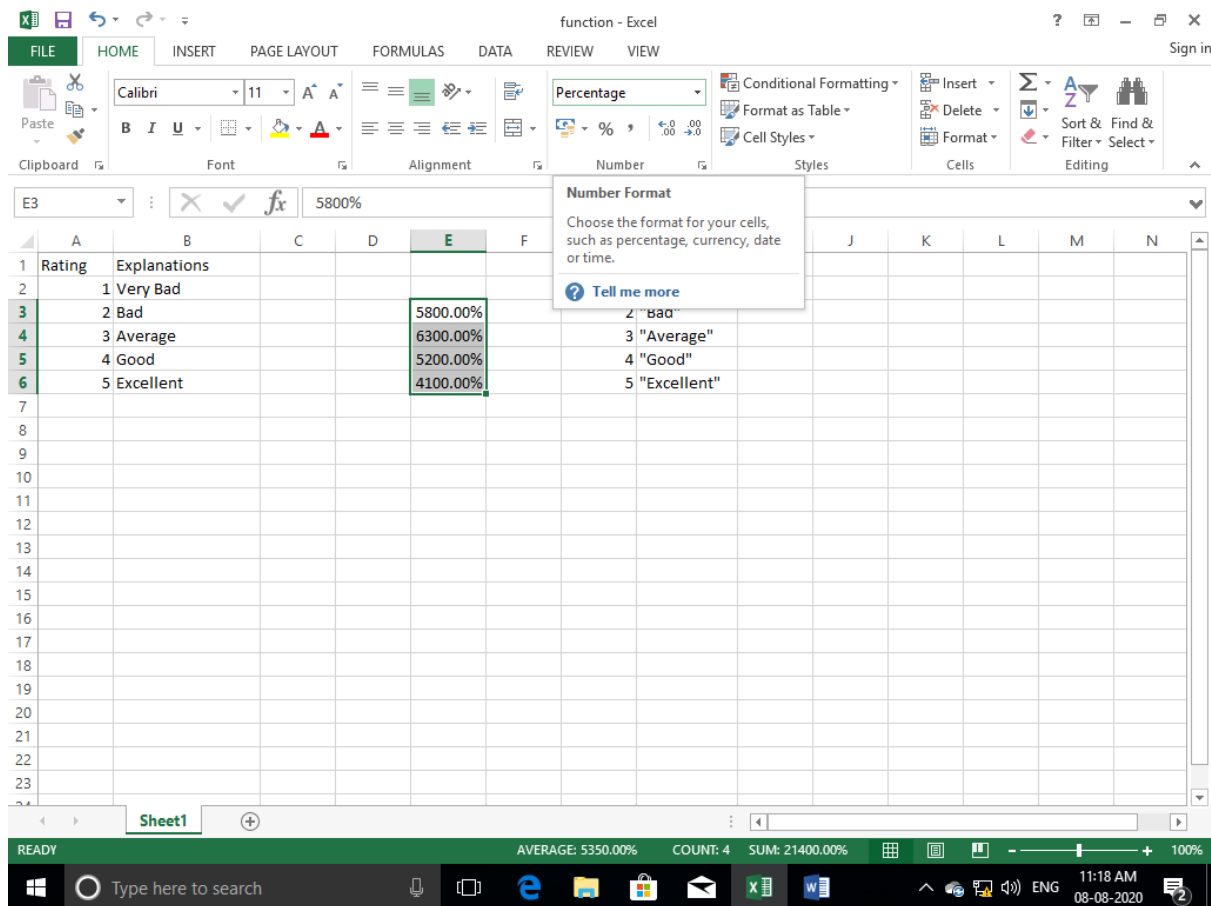 function - Excel
FILE HOME INSERT PAGE LAYOUT FORMULAS DATA REVIEW VIEW Sign in
Paste
Calibri 11
B I U A
Percentage
% ,
Conditional Formatting
Format as Table
Cell Styles
Insert
Delete
Format
Sort & Filter
Find & Select
Clipboard Font Alignment Number Styles Cells Editing
E3 fx 5800%
Number Format
Choose the format for your cells,
such as percentage, currency, date
or time.
Tell me more
A B C D E F J K L M N
1 Rating Explanations
2 1 Very Bad
3 2 Bad 5800.00% 2 "Bad"
4 3 Average 6300.00% 3 "Average"
5 4 Good 5200.00% 4 "Good"
6 5 Excellent 4100.00% 5 "Excellent"
7
8
9
10
11
12
13
14
15
16
17
18
19
20
21
22
23
Sheet1
READY AVERAGE: 5350.00% COUNT: 4 SUM: 21400.00% 100%
Type here to search
ENG
11:18 AM
08-08-2020
2